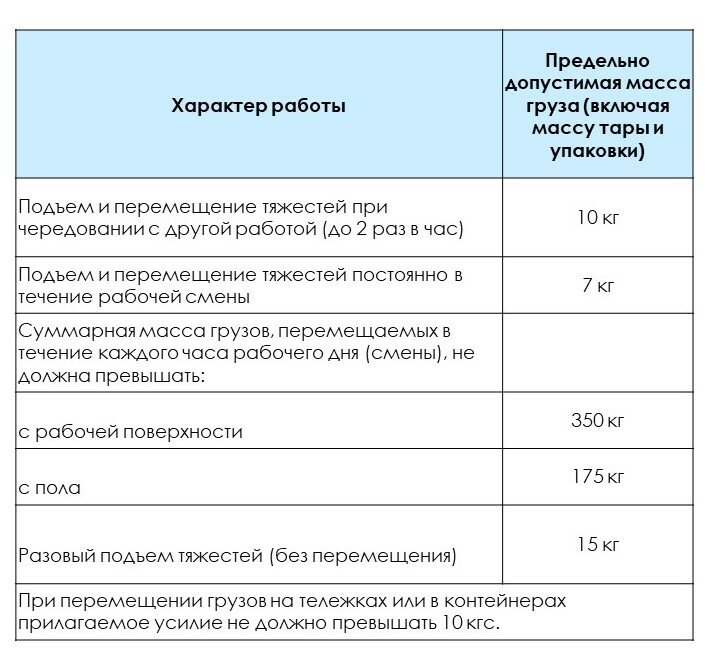 Характер работы
Предельно
допустимая масса
груза (включая
массу тары и
упаковки)
Подъем и перемещение тяжестей при
чередовании с другой работой (до 2 раз в час)
10 кг
Подъем и перемещение тяжестей постоянно в
течение рабочей смены
7 кг
Суммарная масса грузов, перемещаемых в
течение каждого часа рабочего дня (смены), не
должна превышать:
с рабочей поверхности
350 кг
с пола
175 кг
Разовый подъем тяжестей (без перемещения)
15 кг
При перемещении грузов на тележках или в контейнерах
прилагаемое усилие не должно превышать 10 кгс.